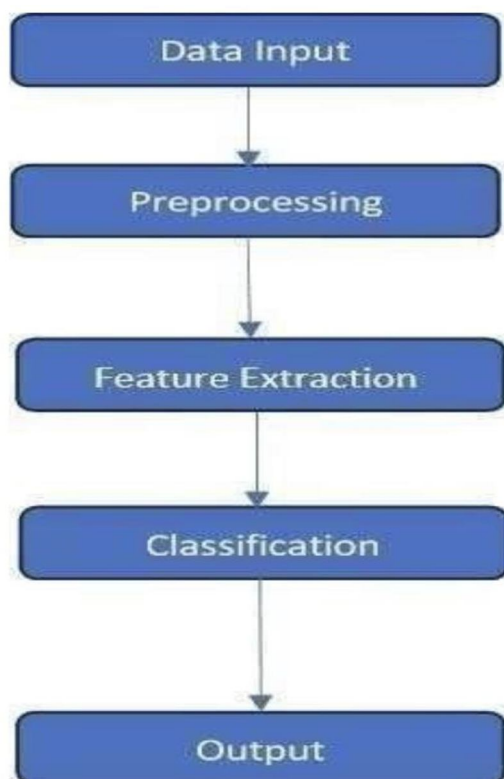 Data Input
Preprocessing
Feature Extraction
Classification
Output